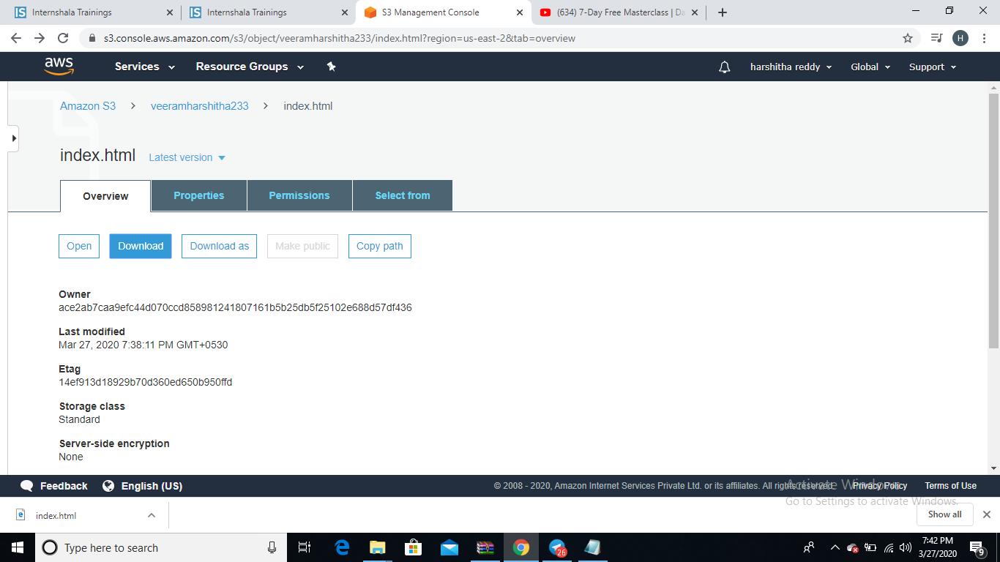 Internshala Trainings
Internshala Trainings
S3 Management Console
(634) 7-Day Free Masterclass | Da
s3.console.aws.amazon.com/s3/object/veeramharshitha233/index.html?region=us-east-2&tab=overview
H
aws
Services
Resource Groups
harshitha reddy
Global
Support
Amazon S3 > veeramharshitha233 > index.html
index.html Latest version
Overview
Properties
Permissions
Select from
Open
Download
Download as
Make public
Copy path
Owner
ace2ab7caa9efc44d070ccd858981241807161b5b25db5f25102e688d57df436
Last modified
Mar 27, 2020 7:38:11 PM GMT+0530
Etag
14ef913d18929b70d360ed650b950ffd
Storage class
Standard
Server-side encryption
None
Feedback
English (US)
© 2008 - 2020, Amazon Internet Services Private Ltd. or its affiliates. All rights reserved.
Privacy Policy
Terms of Use
Activate Windows
Go to Settings to activate Windows.
index.html
Show all
Type here to search
26
7:42 PM
3/27/2020
9